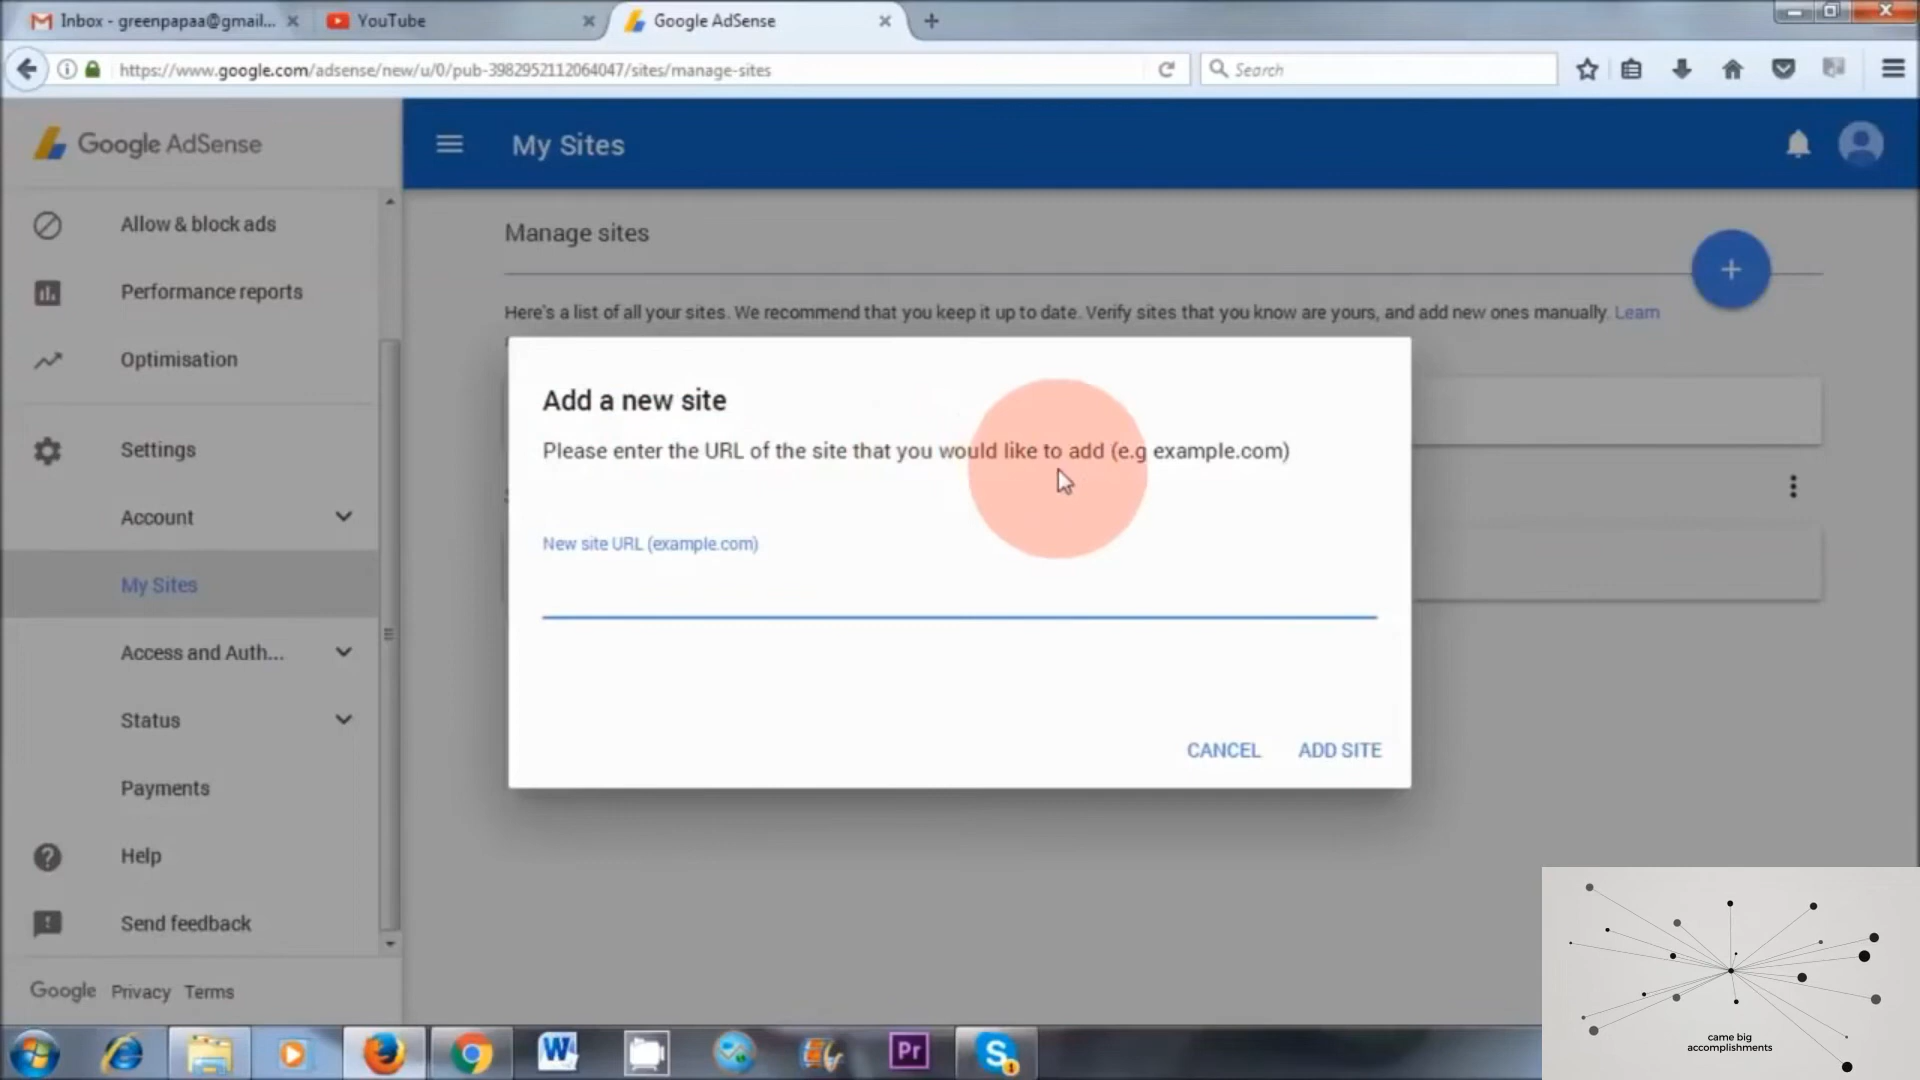 Inbox - greenpapaa@gmail...
YouTube
Google AdSense
https://www.google.com/adsense/new/u/0/pub-3982952112064047/sites/manage-sites
Search
Google AdSense
My Sites
Allow & block ads
Performance reports
Optimisation
Settings
Account
My Sites
Access and Auth...
Status
Payments
Help
Send feedback
Google Privacy Terms
Manage sites
Here's a list of all your sites. We recommend that you keep it up to date. Verify sites that you know are yours, and add new ones manually. Learn
Add a new site
Please enter the URL of the site that you would like to add (e.g example.com)
New site URL (example.com)
CANCEL ADD SITE
W
Pr
S
came big
accomplishments